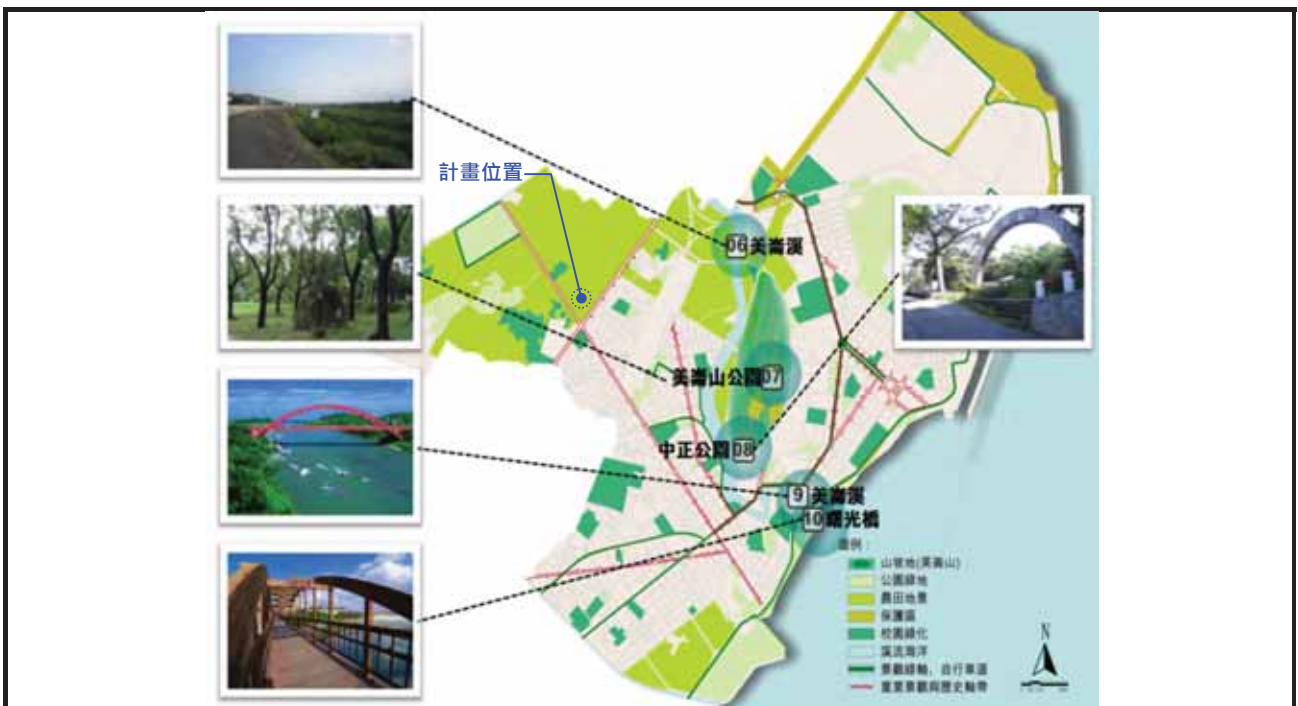 計畫位置
06 美崙溪
美崙山公園 07
中正公園 08
9 美崙溪
10 曙光橋
圖例：
山坡地(美崙山)
公園綠地
農田地景
保護區
校園綠化
溪流海洋
景觀綠軸、自行車道
重要景觀與歷史軸帶
N